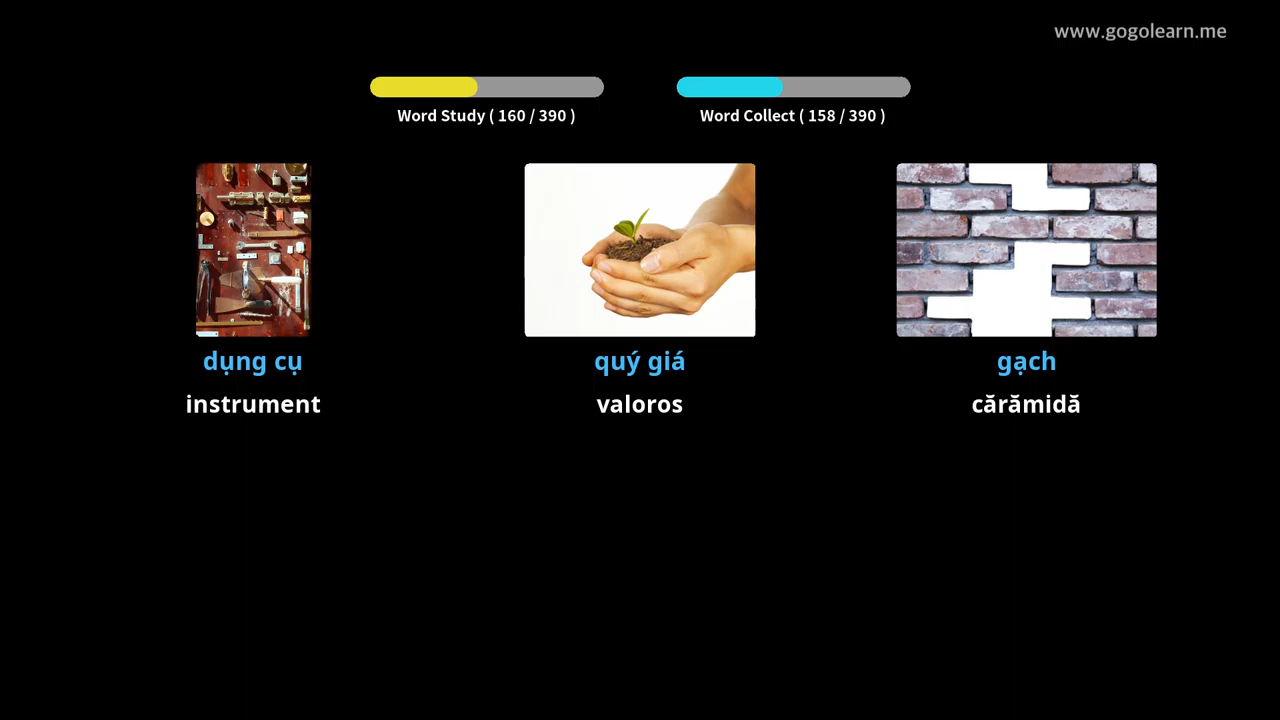 www.gogolearn.me
Word Study ( 160 / 390 )
Word Collect ( 158 / 390 )
dụng cụ
instrument
quý giá
valoros
gạch
cărămidă